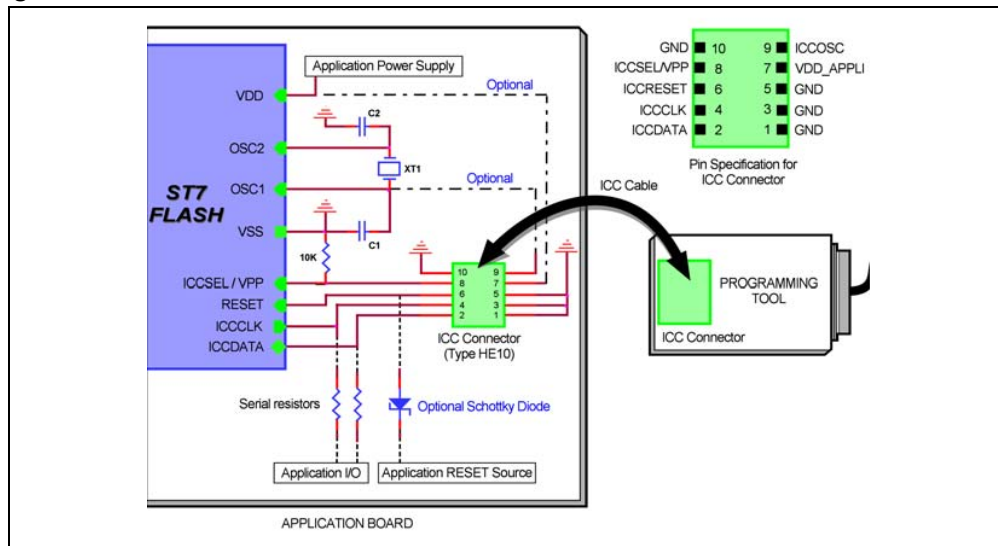 Application Power Supply
VDD
Optional
C2
OSC2
XT1
OSC1
Optional
ST7
FLASH
VSS
C1
10K
ICCSEL / VPP
RESET
ICCCLK
ICCDATA
10 9
8 7
6 5
4 3
2 1
ICC Connector
(Type HE10)
Serial resistors
Optional Schottky Diode
Application I/O
Application RESET Source
APPLICATION BOARD
GND 10 9 ICCOSC
ICCSEL/VPP 8 7 VDD_APPLI
ICCRESET 6 5 GND
ICCCLK 4 3 GND
ICCDATA 2 1 GND
Pin Specification for
ICC Connector
ICC Cable
PROGRAMMING
TOOL
ICC Connector